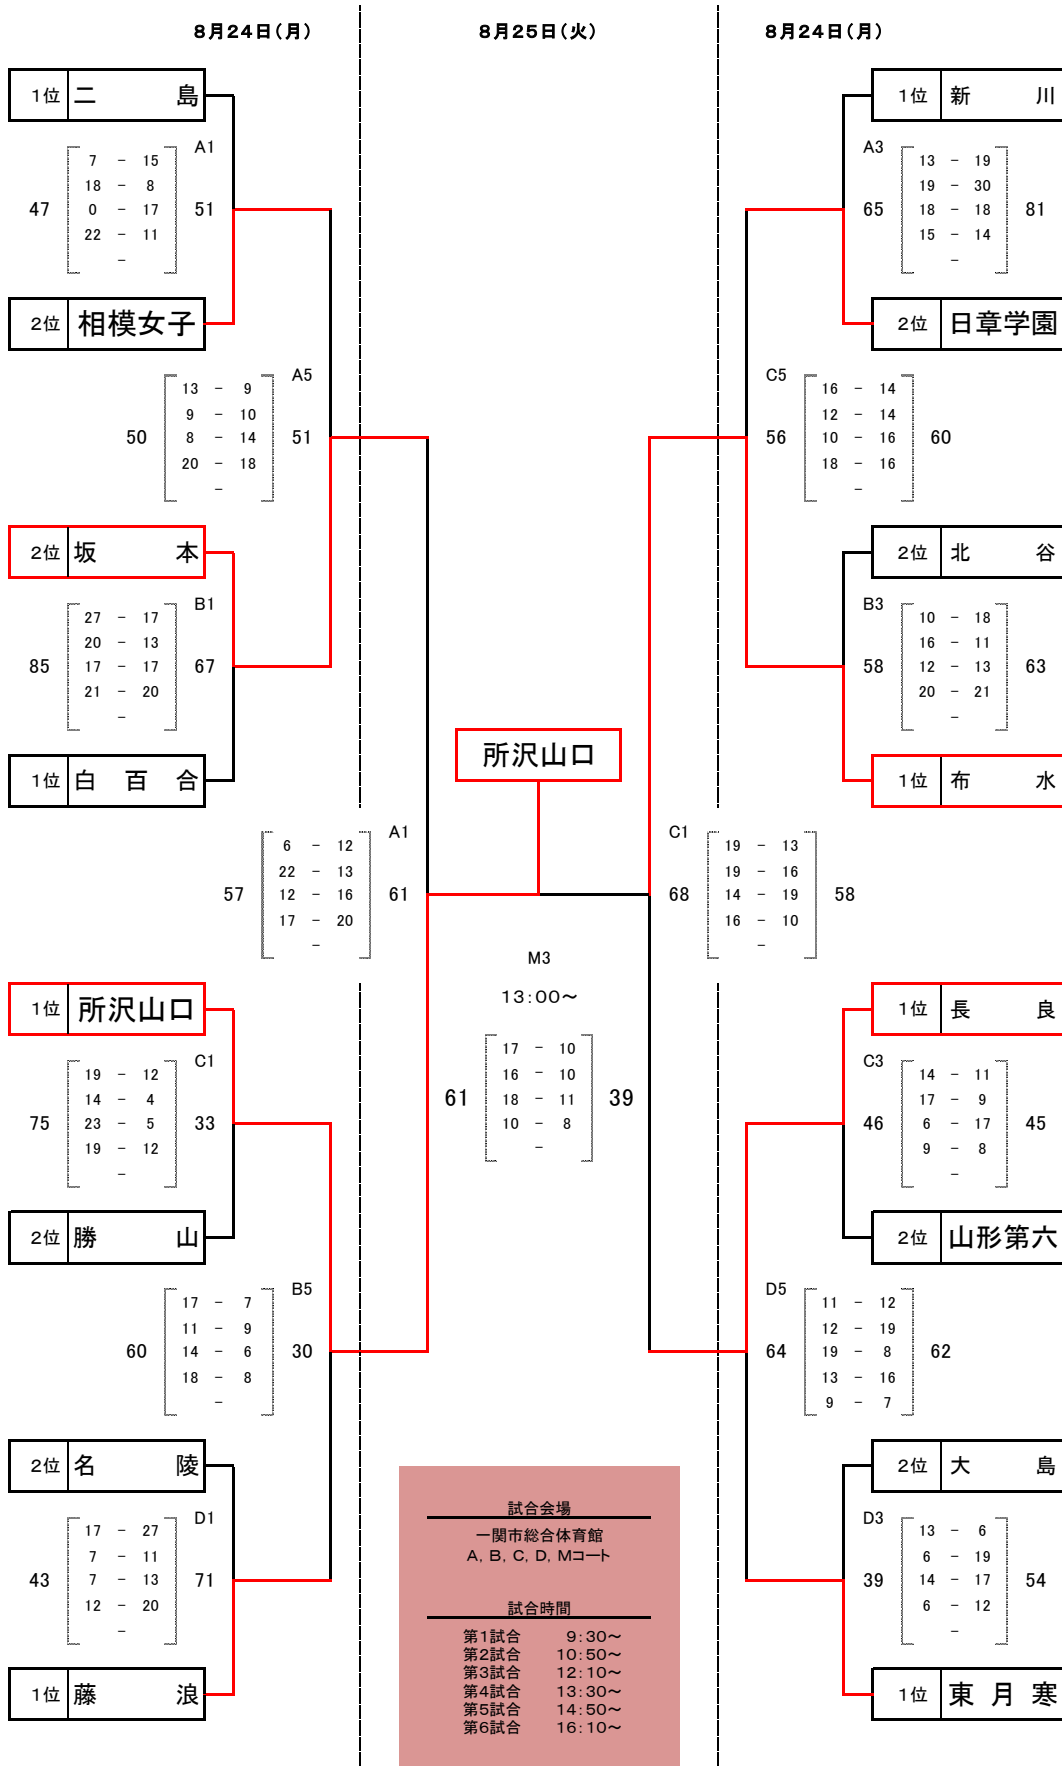 8月24日(月)
8月25日(火)
8月24日(月)
1位 二島
A1
7 - 15
18 - 8
47 0 - 17 51
22 - 11
-
2位 相模女子
A5
13 - 9
9 - 10
50 8 - 14 51
20 - 18
-
2位 坂本
B1
27 - 17
20 - 13
85 17 - 17 67
21 - 20
-
1位 白百合
A1
6 - 12
22 - 13
57 12 - 16 61
17 - 20
-
1位 所沢山口
C1
19 - 12
14 - 4
75 23 - 5 33
19 - 12
-
2位 勝山
B5
17 - 7
11 - 9
60 14 - 6 30
18 - 8
-
2位 名陵
D1
17 - 27
7 - 11
43 7 - 13 71
12 - 20
-
1位 藤浪
所沢山口
M3
13:00～
17 - 10
16 - 10
61 18 - 11 39
10 - 8
-
試合会場
一関市総合体育館
A, B, C, D, Mコート
試合時間
第1試合 9:30～
第2試合 10:50～
第3試合 12:10～
第4試合 13:30～
第5試合 14:50～
第6試合 16:10～
1位 新川
A3
13 - 19
19 - 30
65 18 - 18 81
15 - 14
-
2位 日章学園
C5
16 - 14
12 - 14
56 10 - 16 60
18 - 16
-
2位 北谷
B3
10 - 18
16 - 11
58 12 - 13 63
20 - 21
-
1位 布水
C1
19 - 13
19 - 16
68 14 - 19 58
16 - 10
-
1位 長良
C3
14 - 11
17 - 9
46 6 - 17 45
9 - 8
-
2位 山形第六
D5
11 - 12
12 - 19
64 19 - 8 62
13 - 16
9 - 7
2位 大島
D3
13 - 6
6 - 19
39 14 - 17 54
6 - 12
-
1位 東月寒